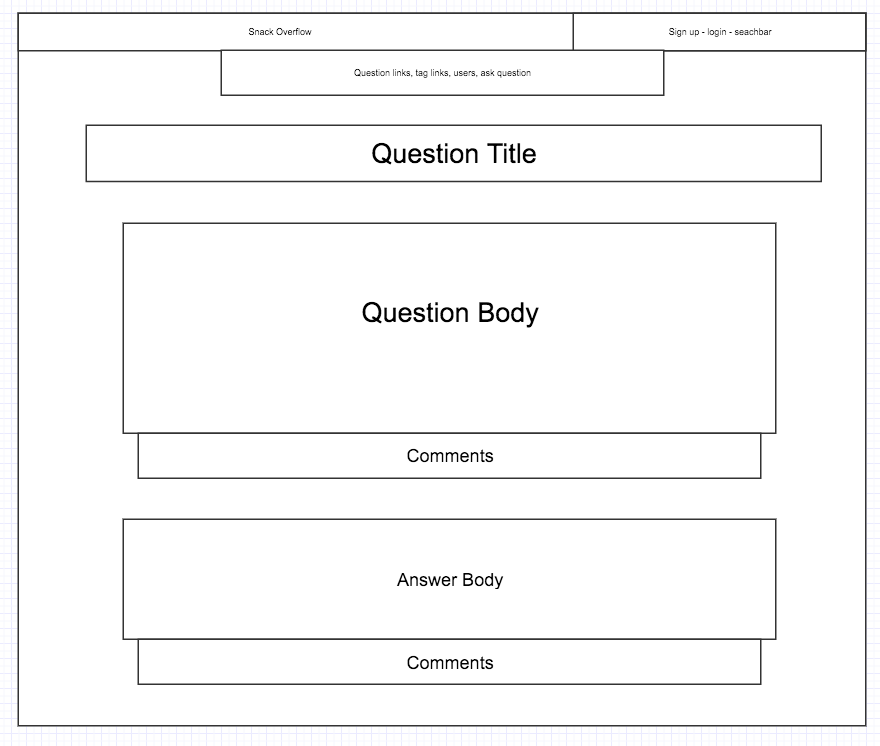 Snack Overflow
Sign up - login - seachbar
Question links, tag links, users, ask question
Question Title
Question Body
Comments
Answer Body
Comments